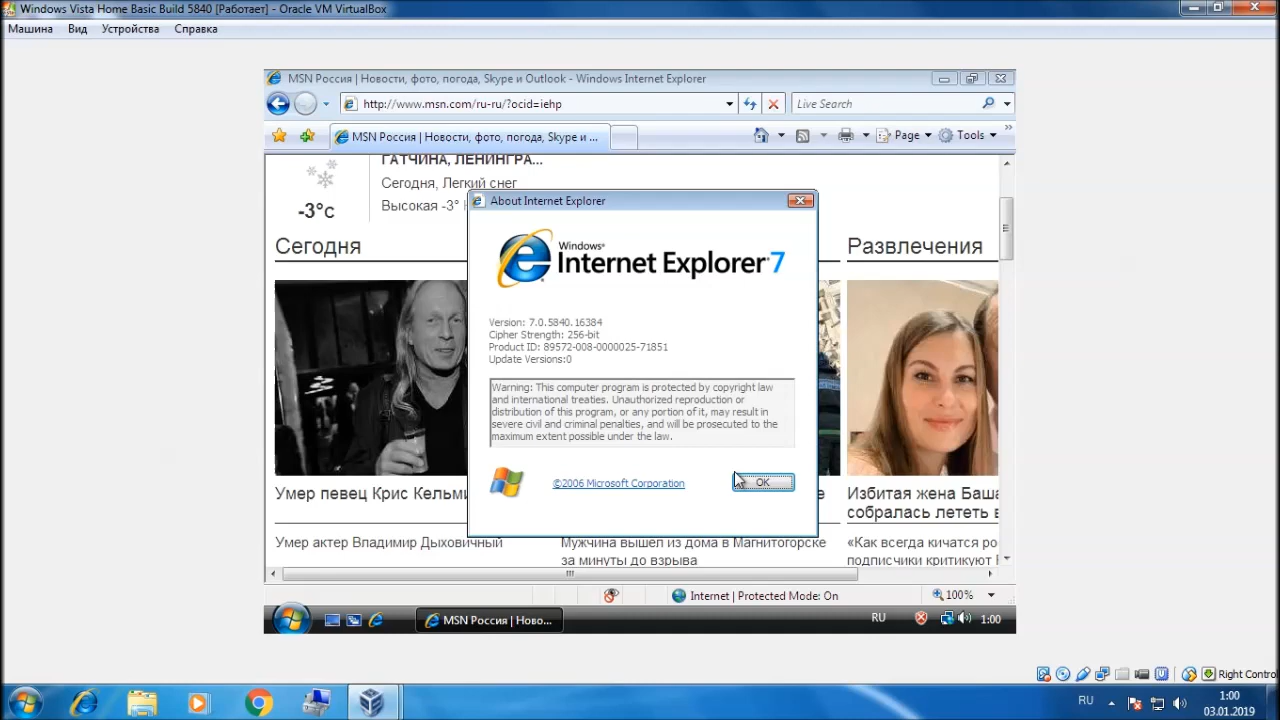 Windows Vista Home Basic Build 5840 [Работает] - Oracle VM VirtualBox
Машина Вид Устройства Справка
MSN Россия | Новости, фото, погода, Skype и Outlook - Windows Internet Explorer
http://www.msn.com/ru-ru/?ocid=iehp
Live Search
MSN Россия | Новости, фото, погода, Skype и ...
Page
Tools
ГАТЧИНА, ЛЕНИНГРА...
Сегодня, Легкий снег
-3°C
Высокая -3°
Сегодня
Развлечения
About Internet Explorer
Windows®
Internet Explorer 7
Version: 7.0.5840.16384
Cipher Strength: 256-bit
Product ID: 89572-008-0000025-71851
Update Versions:0
Warning: This computer program is protected by copyright law
and international treaties. Unauthorized reproduction or
distribution of this program, or any portion of it, may result in
severe civil and criminal penalties, and will be prosecuted to the
maximum extent possible under the law.
©2006 Microsoft Corporation
OK
Умер певец Крис Кельми
Избитая жена Баша
собралась лететь в
Умер актер Владимир Дыховичный
Мужчина вышел из дома в Магнитогорске
за минуты до взрыва
«Как всегда кичатся ро
подписчики критикуют
Internet | Protected Mode: On
100%
MSN Россия | Ново...
RU
1:00
Right Contro
RU
1:00
03.01.2019